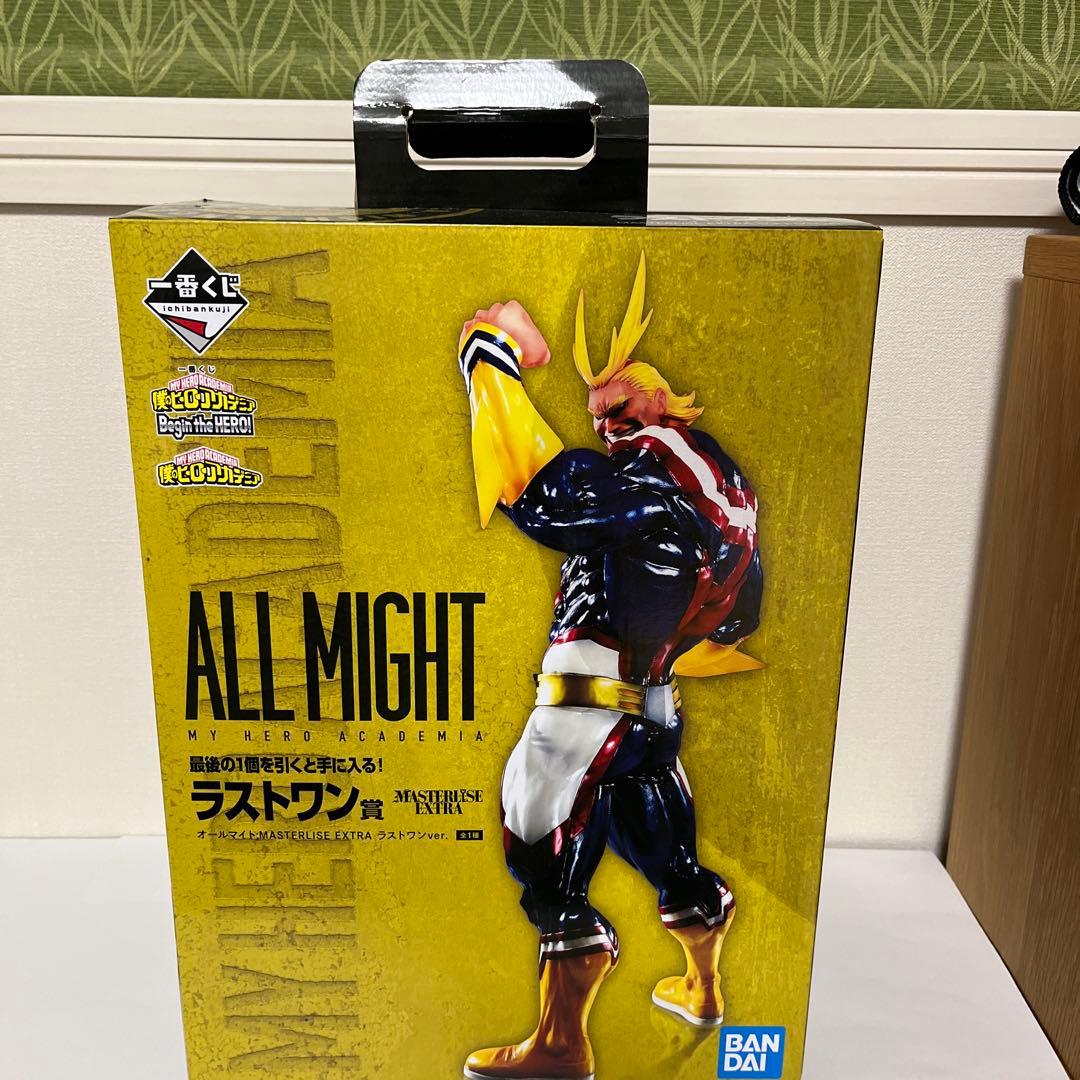 一番くじ
ichibankuji
一番くじ
MY HERO ACADEMIA
僕のヒーローアカデミア
Begin the HERO!
MY HERO ACADEMIA
僕のヒーローアカデミア
MY HERO ACADEMIA
ALL MIGHT
MY HERO ACADEMIA
最後の1個を引くと手に入る!
ラストワン賞
MASTERLISE
EXTRA
オールマイト;MASTERLISE EXTRA ラストワンver. 全1種
BAN
DAI